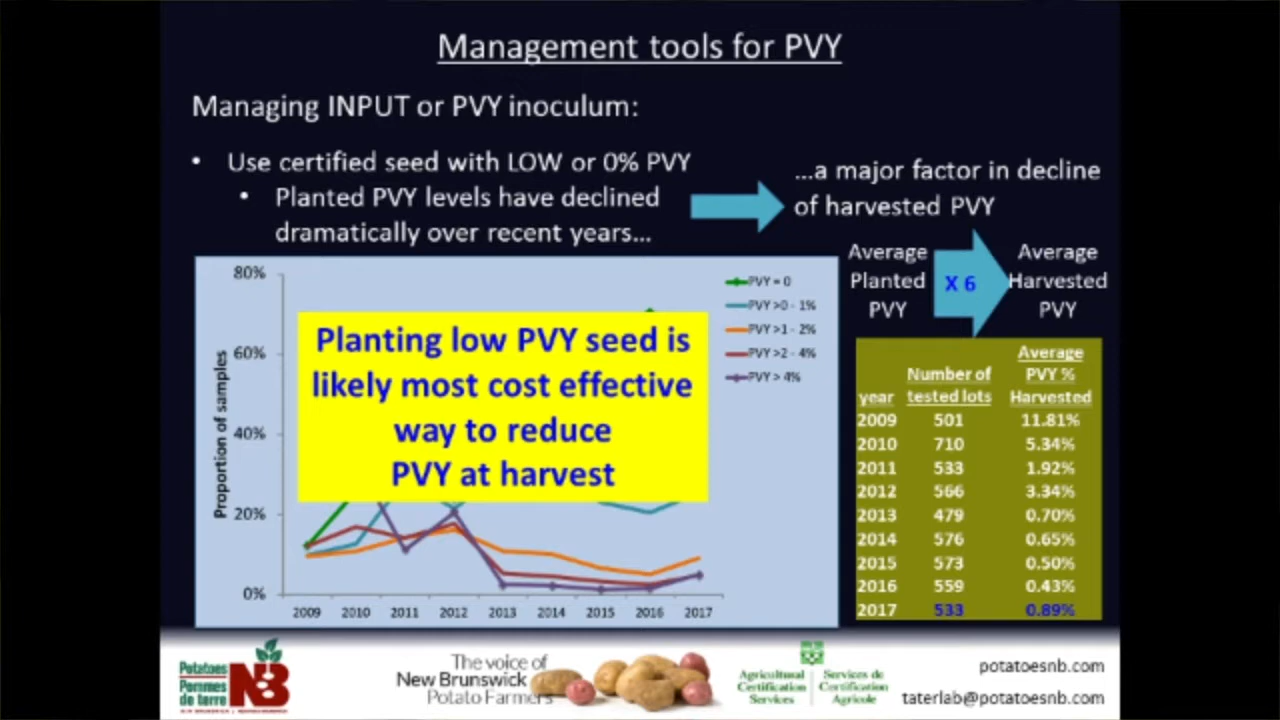 Management tools for PVY
Managing INPUT or PVY inoculum:
• Use certified seed with LOW or 0% PVY
• Planted PVY levels have declined
dramatically over recent years...
...a major factor in decline
of harvested PVY
Average
Planted
PVY
X 6
Average
Harvested
PVY
80%
60%
40%
20%
0%
Proportion of samples
2009 2010 2011 2012 2013 2014 2015 2016 2017
PVY = 0
PVY >0 - 1%
PVY >1 - 2%
PVY >2 - 4%
PVY > 4%
Planting low PVY seed is
likely most cost effective
way to reduce
PVY at harvest
year Number of tested lots Average PVY % Harvested
2009 501 11.81%
2010 710 5.34%
2011 533 1.92%
2012 566 3.34%
2013 479 0.70%
2014 576 0.65%
2015 573 0.50%
2016 559 0.43%
2017 533 0.89%
Potatoes
Pommes
de terre
NB
The voice of
New Brunswick
Potato Farmers
Agricultural
Certification
Services
Services de
Certification
Agricole
potatoesnb.com
taterlab@potatoesnb.com